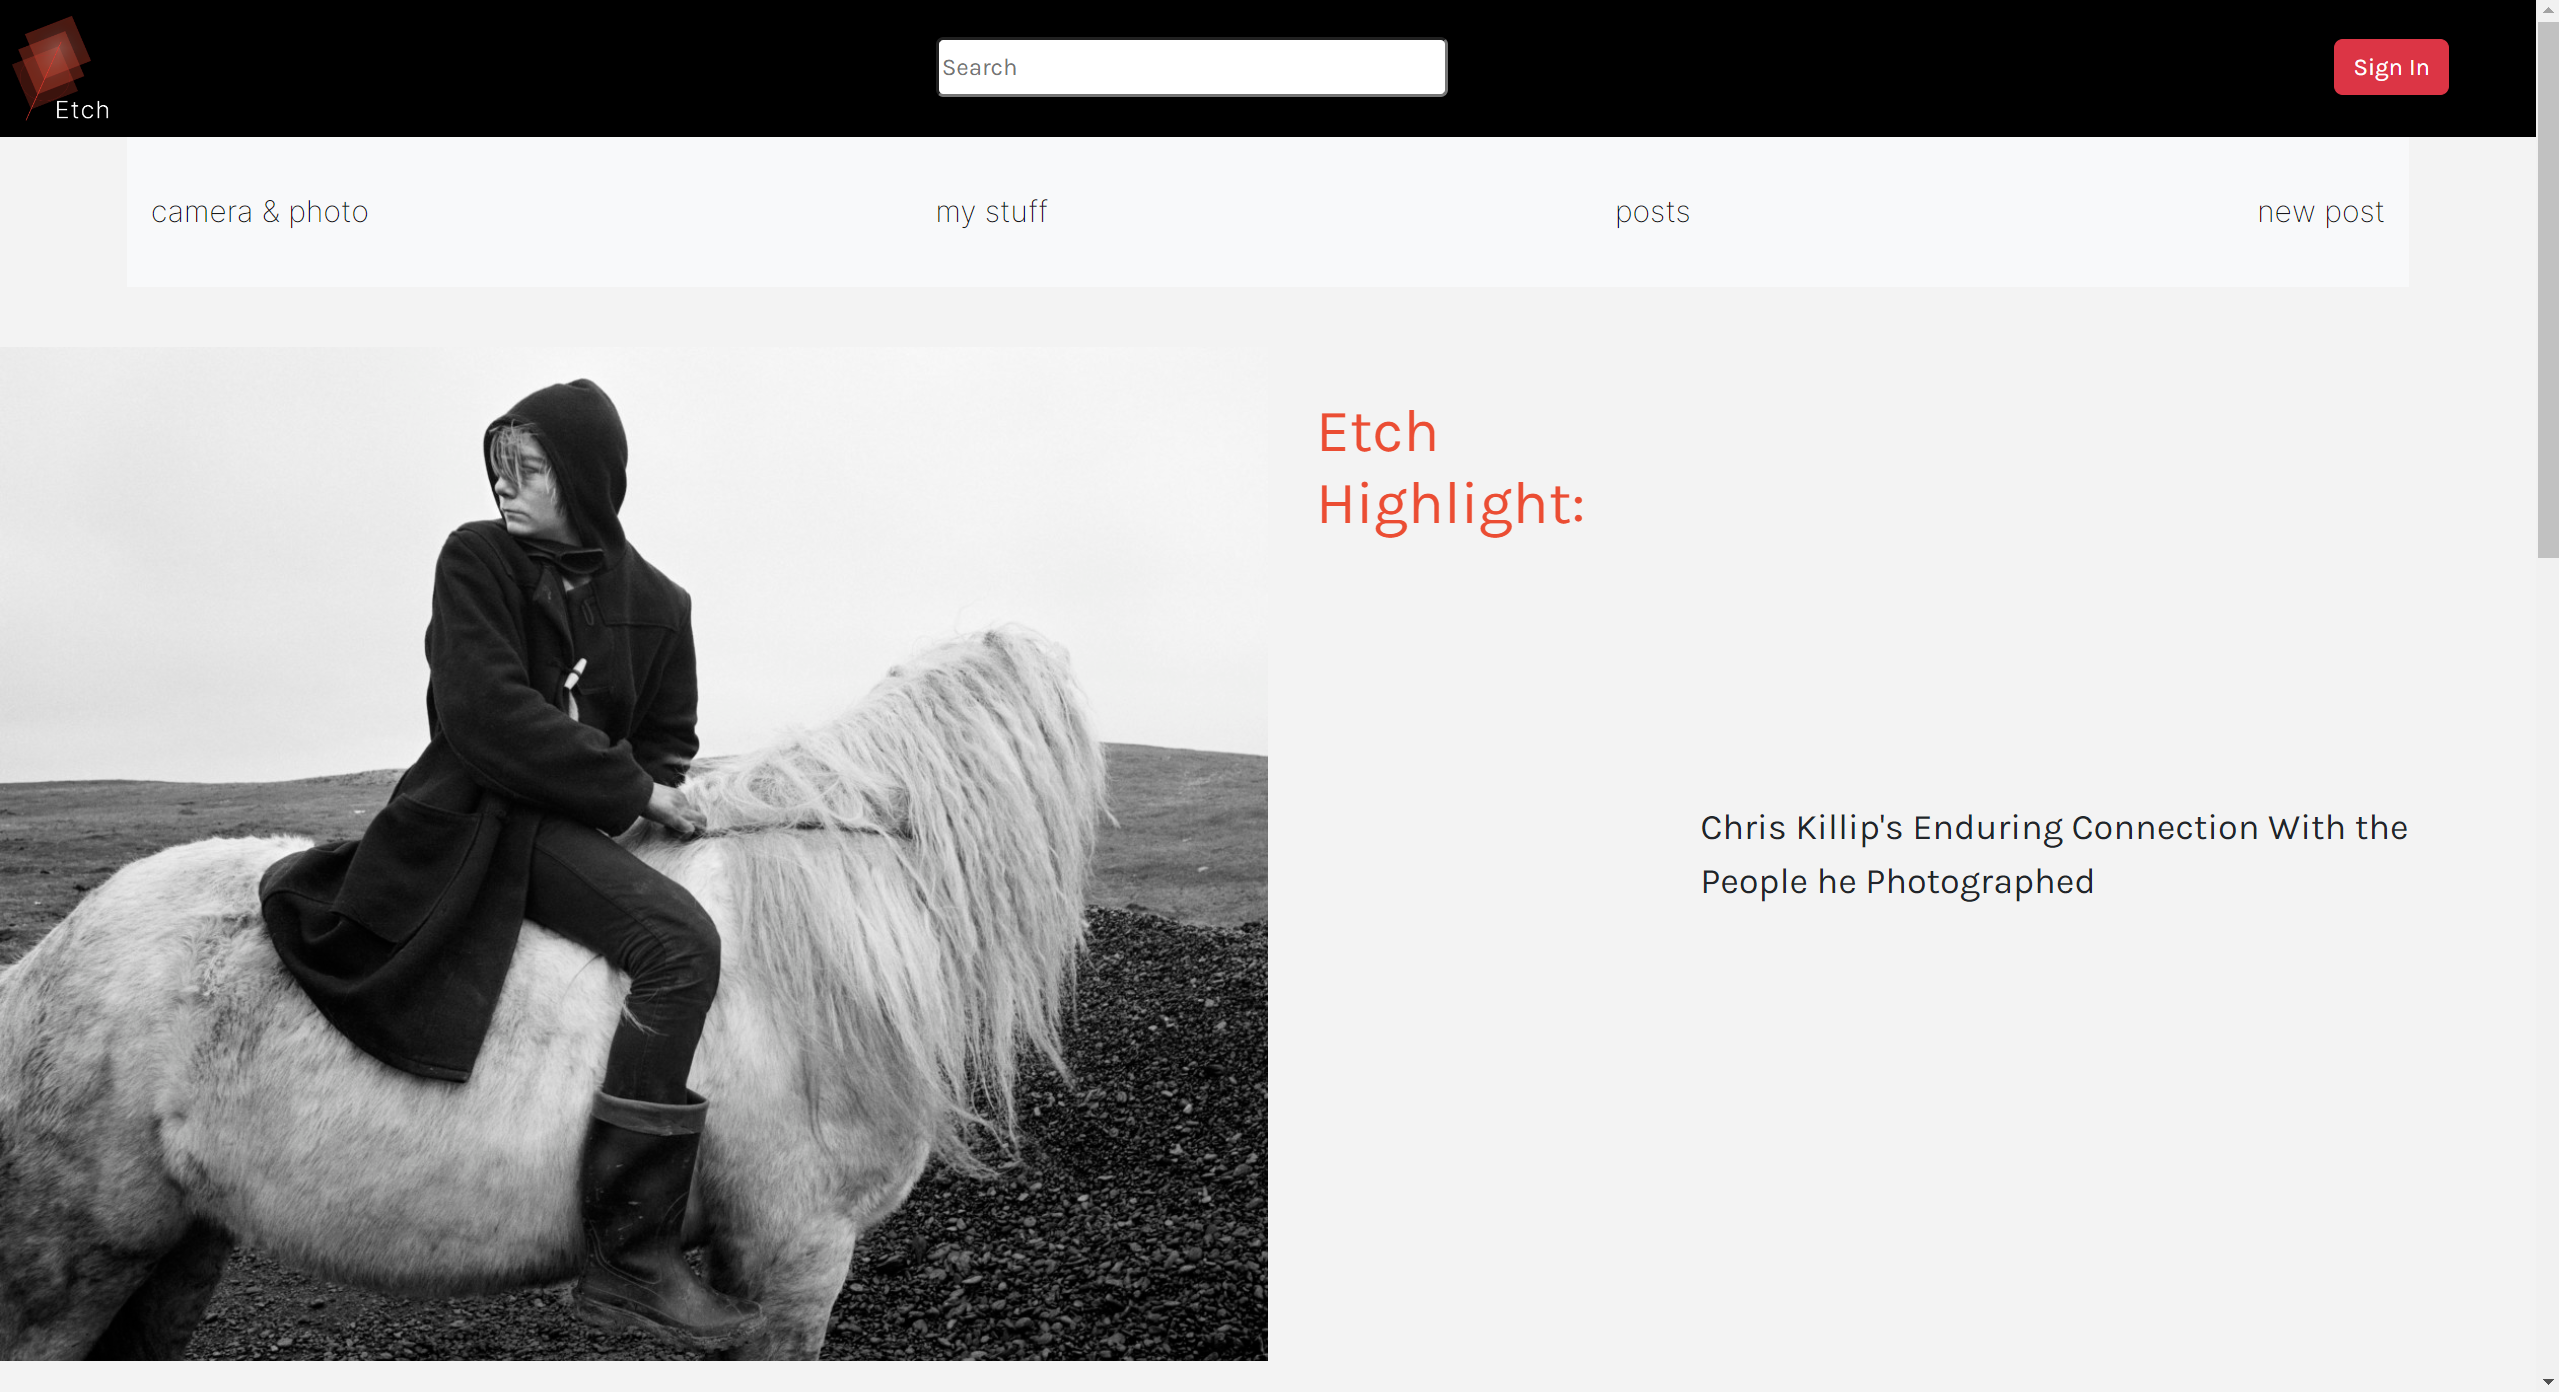 Etch
Search
Sign In
camera & photo
my stuff
posts
new post
Etch
Highlight:
Chris Killip's Enduring Connection With the
People he Photographed